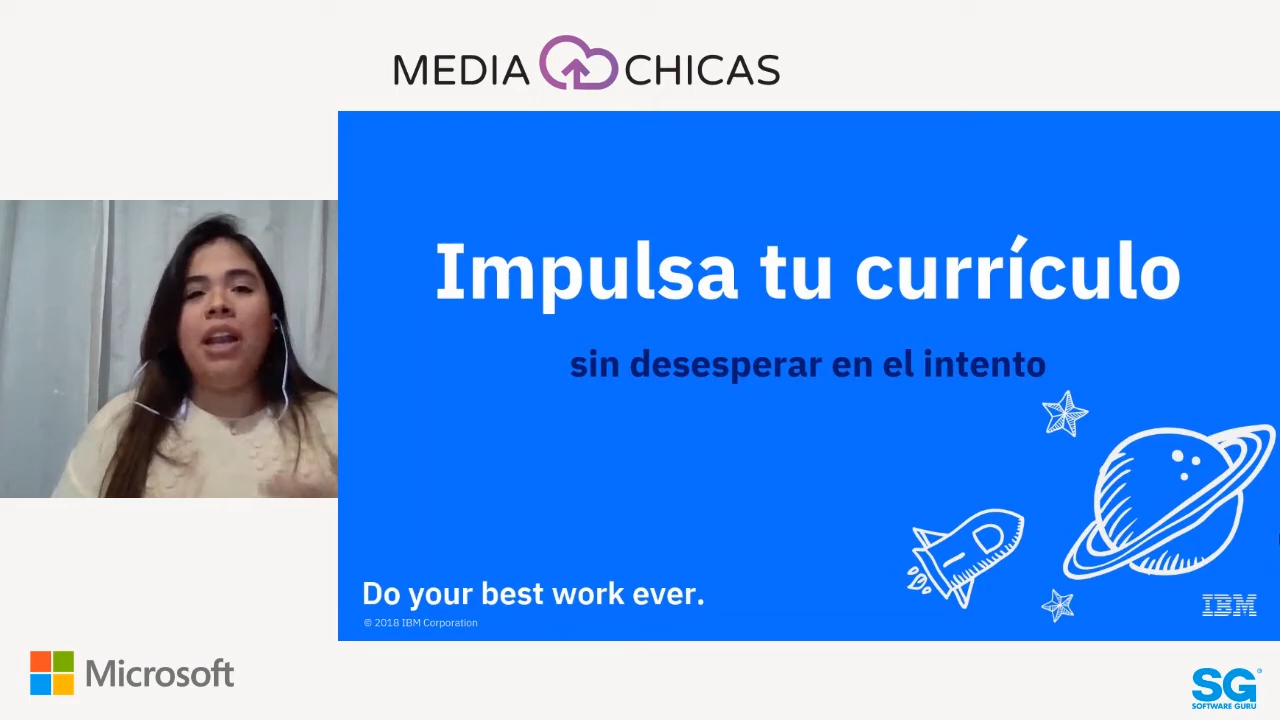 MEDIA CHICAS
Impulsa tu currículo
sin desesperar en el intento
Do your best work ever.
© 2018 IBM Corporation
IBM
Microsoft
SG
SOFTWARE GURU